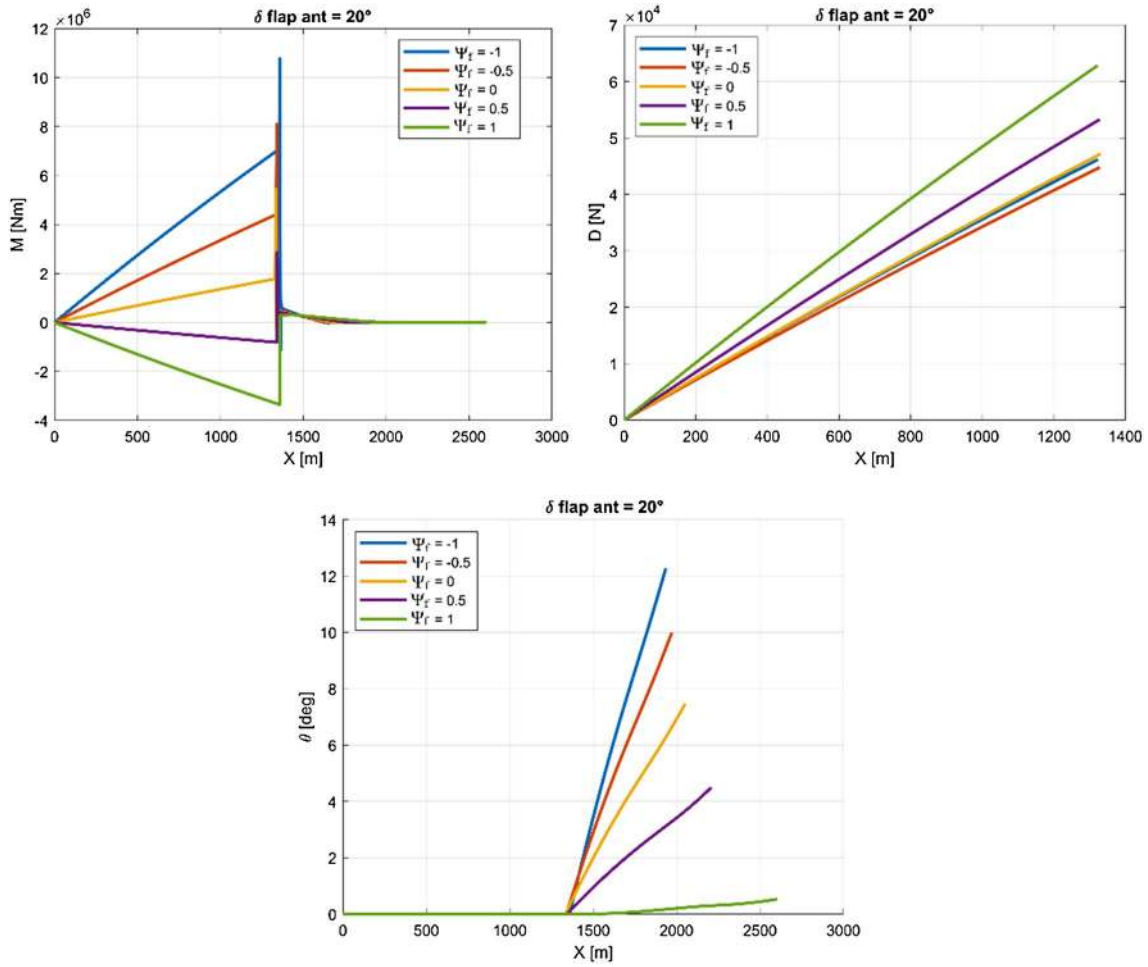 δ flap ant = 20°
×10⁶
12
10
8
6
4
2
0
-2
-4
M [Nm]
Ψf = -1
Ψf = -0.5
Ψf = 0
Ψf = 0.5
Ψf = 1
0 500 1000 1500 2000 2500 3000
X [m]
δ flap ant = 20°
×10⁴
7
6
5
4
3
2
1
0
D [N]
Ψf = -1
Ψf = -0.5
Ψf = 0
Ψf = 0.5
Ψf = 1
0 200 400 600 800 1000 1200 1400
X [m]
δ flap ant = 20°
14
12
10
8
6
4
2
0
θ [deg]
Ψf = -1
Ψf = -0.5
Ψf = 0
Ψf = 0.5
Ψf = 1
0 500 1000 1500 2000 2500 3000
X [m]